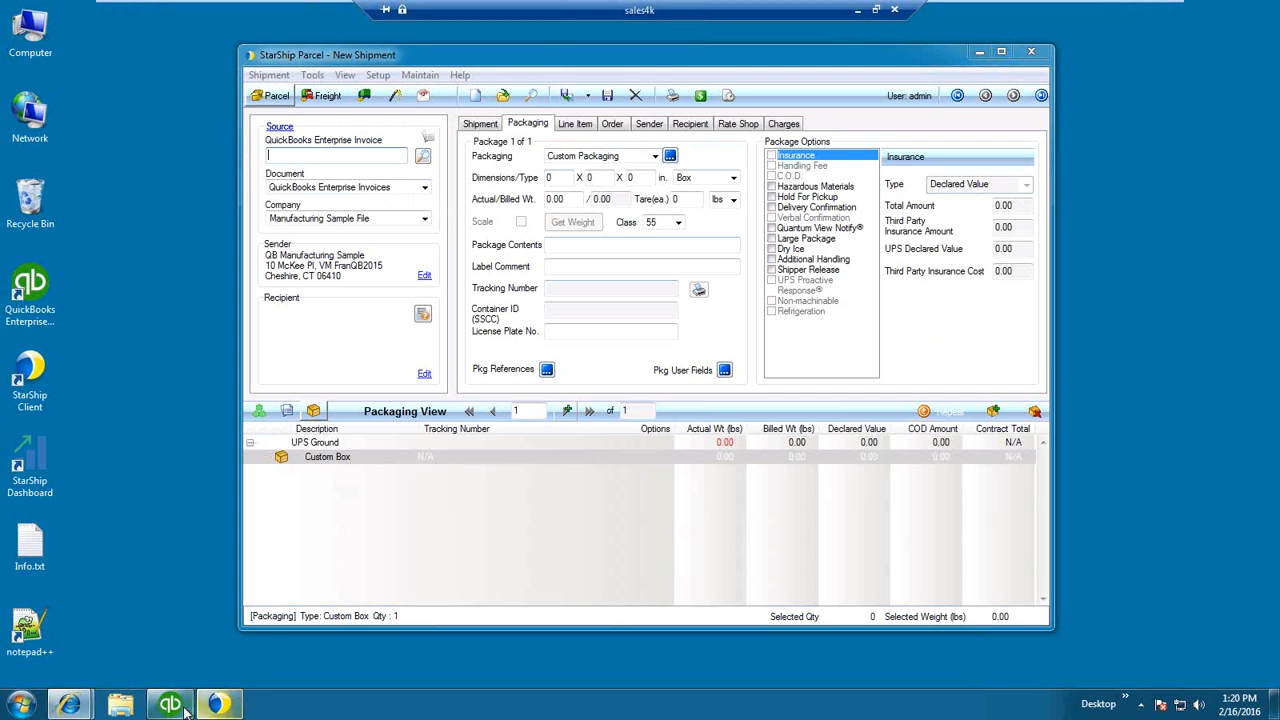 sales4k
Computer
Network
Recycle Bin
QuickBooks
Enterprise...
StarShip
Client
StarShip
Dashboard
Info.txt
notepad++
StarShip Parcel - New Shipment
Shipment Tools View Setup Maintain Help
Parcel Freight User: admin
Source
QuickBooks Enterprise Invoice
Document
QuickBooks Enterprise Invoices
Company
Manufacturing Sample File
Sender
QB Manufacturing Sample
10 McKee Pl, VM FranQB2015
Cheshire, CT 06410
Edit
Recipient
Edit
Shipment Packaging Line Item Order Sender Recipient Rate Shop Charges
Package 1 of 1
Packaging Custom Packaging
Dimensions/Type 0 X 0 X 0 in. Box
Actual/Billed Wt. 0.00 / 0.00 Tare(ea.) 0 lbs
Scale Get Weight Class 55
Package Contents
Label Comment
Tracking Number
Container ID
(SSCC)
License Plate No.
Pkg References Pkg User Fields
Package Options
Insurance
Handling Fee
C.O.D.
Hazardous Materials
Hold For Pickup
Delivery Confirmation
Verbal Confirmation
Quantum View Notify®
Large Package
Dry Ice
Additional Handling
Shipper Release
UPS Proactive
Response®
Non-machinable
Refrigeration
Insurance
Type Declared Value
Total Amount 0.00
Third Party
Insurance Amount 0.00
UPS Declared Value 0.00
Third Party Insurance Cost 0.00
Packaging View 1 of 1 Repeat
Description Tracking Number Options Actual Wt (lbs) Billed Wt (lbs) Declared Value COD Amount Contract Total
UPS Ground 0.00 0.00 0.00 0.00 N/A
Custom Box N/A 0.00 0.00 0.00 0.00 N/A
[Packaging] Type: Custom Box Qty : 1 Selected Qty 0 Selected Weight (lbs) 0.00
qb
Desktop
1:20 PM
2/16/2016